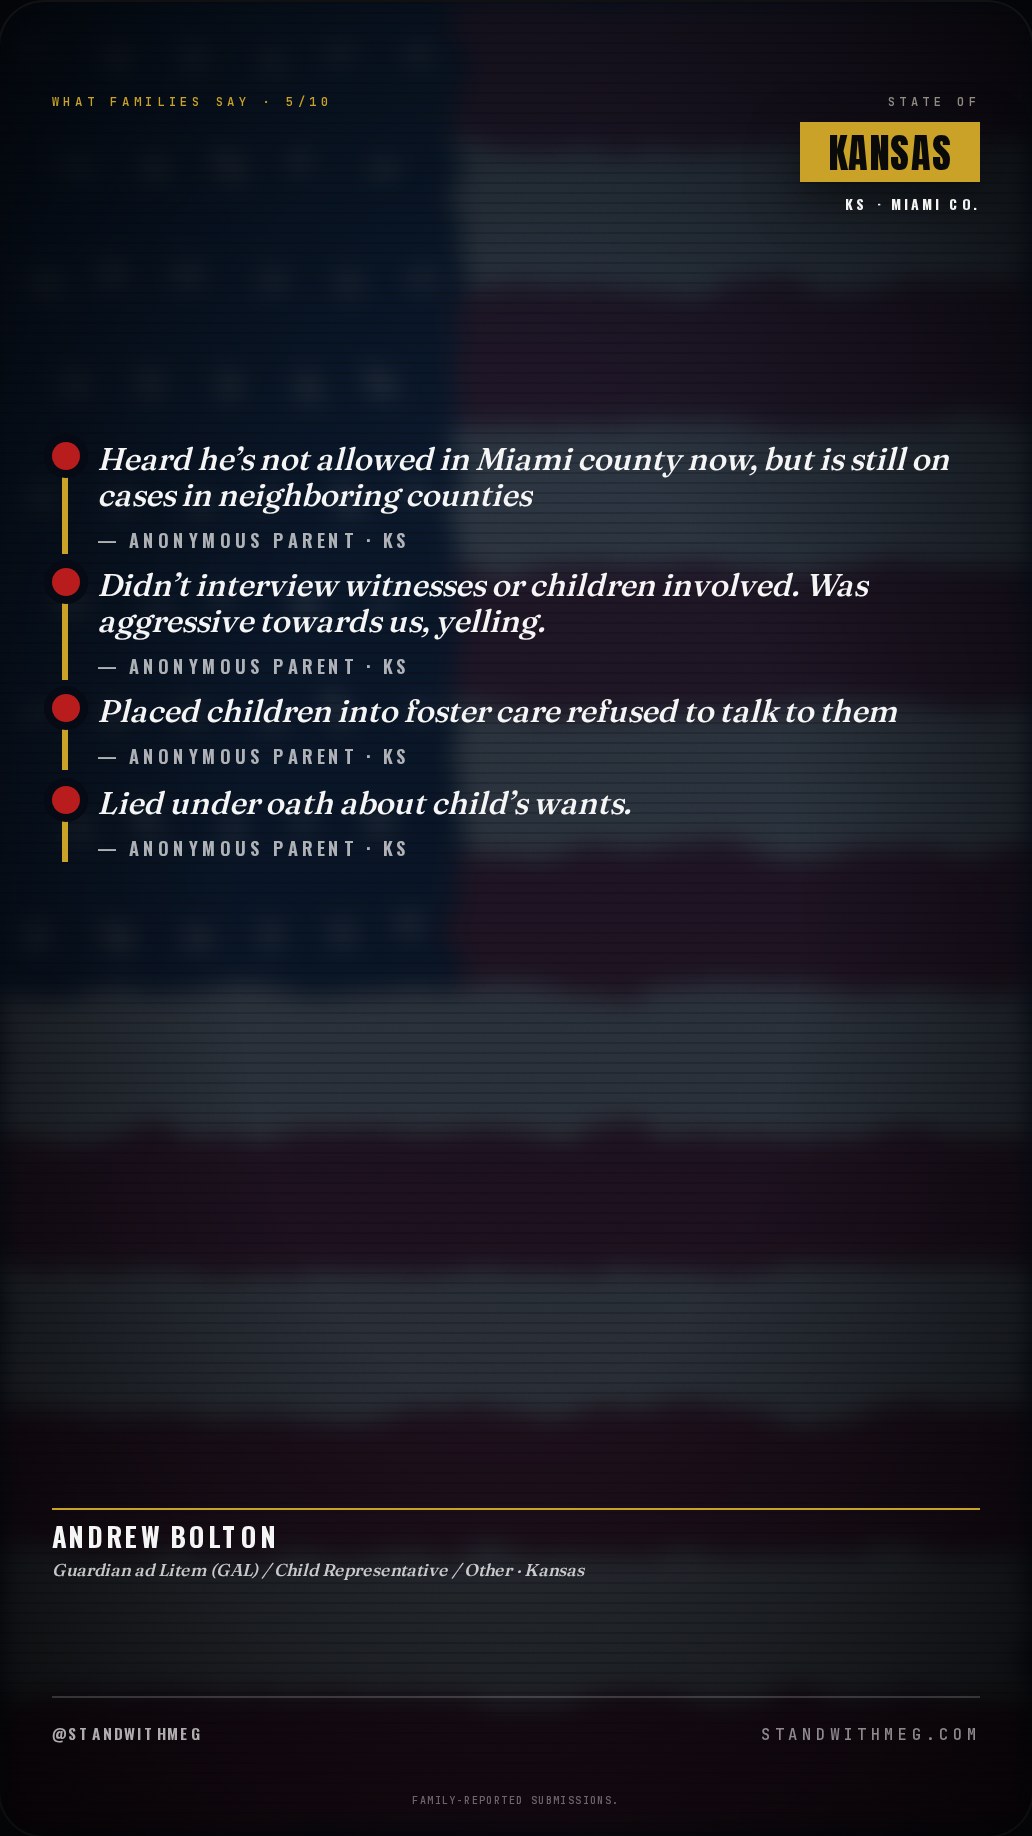 WHAT FAMILIES SAY · 5/10
STATE OF
KANSAS
KS · MIAMI CO.
Heard he’s not allowed in Miami county now, but is still on
cases in neighboring counties
— ANONYMOUS PARENT · KS
Didn’t interview witnesses or children involved. Was
aggressive towards us, yelling.
— ANONYMOUS PARENT · KS
Placed children into foster care refused to talk to them
— ANONYMOUS PARENT · KS
Lied under oath about child’s wants.
— ANONYMOUS PARENT · KS
ANDREW BOLTON
Guardian ad Litem (GAL) / Child Representative / Other · Kansas
@STANDWITHMEG
STANDWITHMEG.COM
FAMILY-REPORTED SUBMISSIONS.